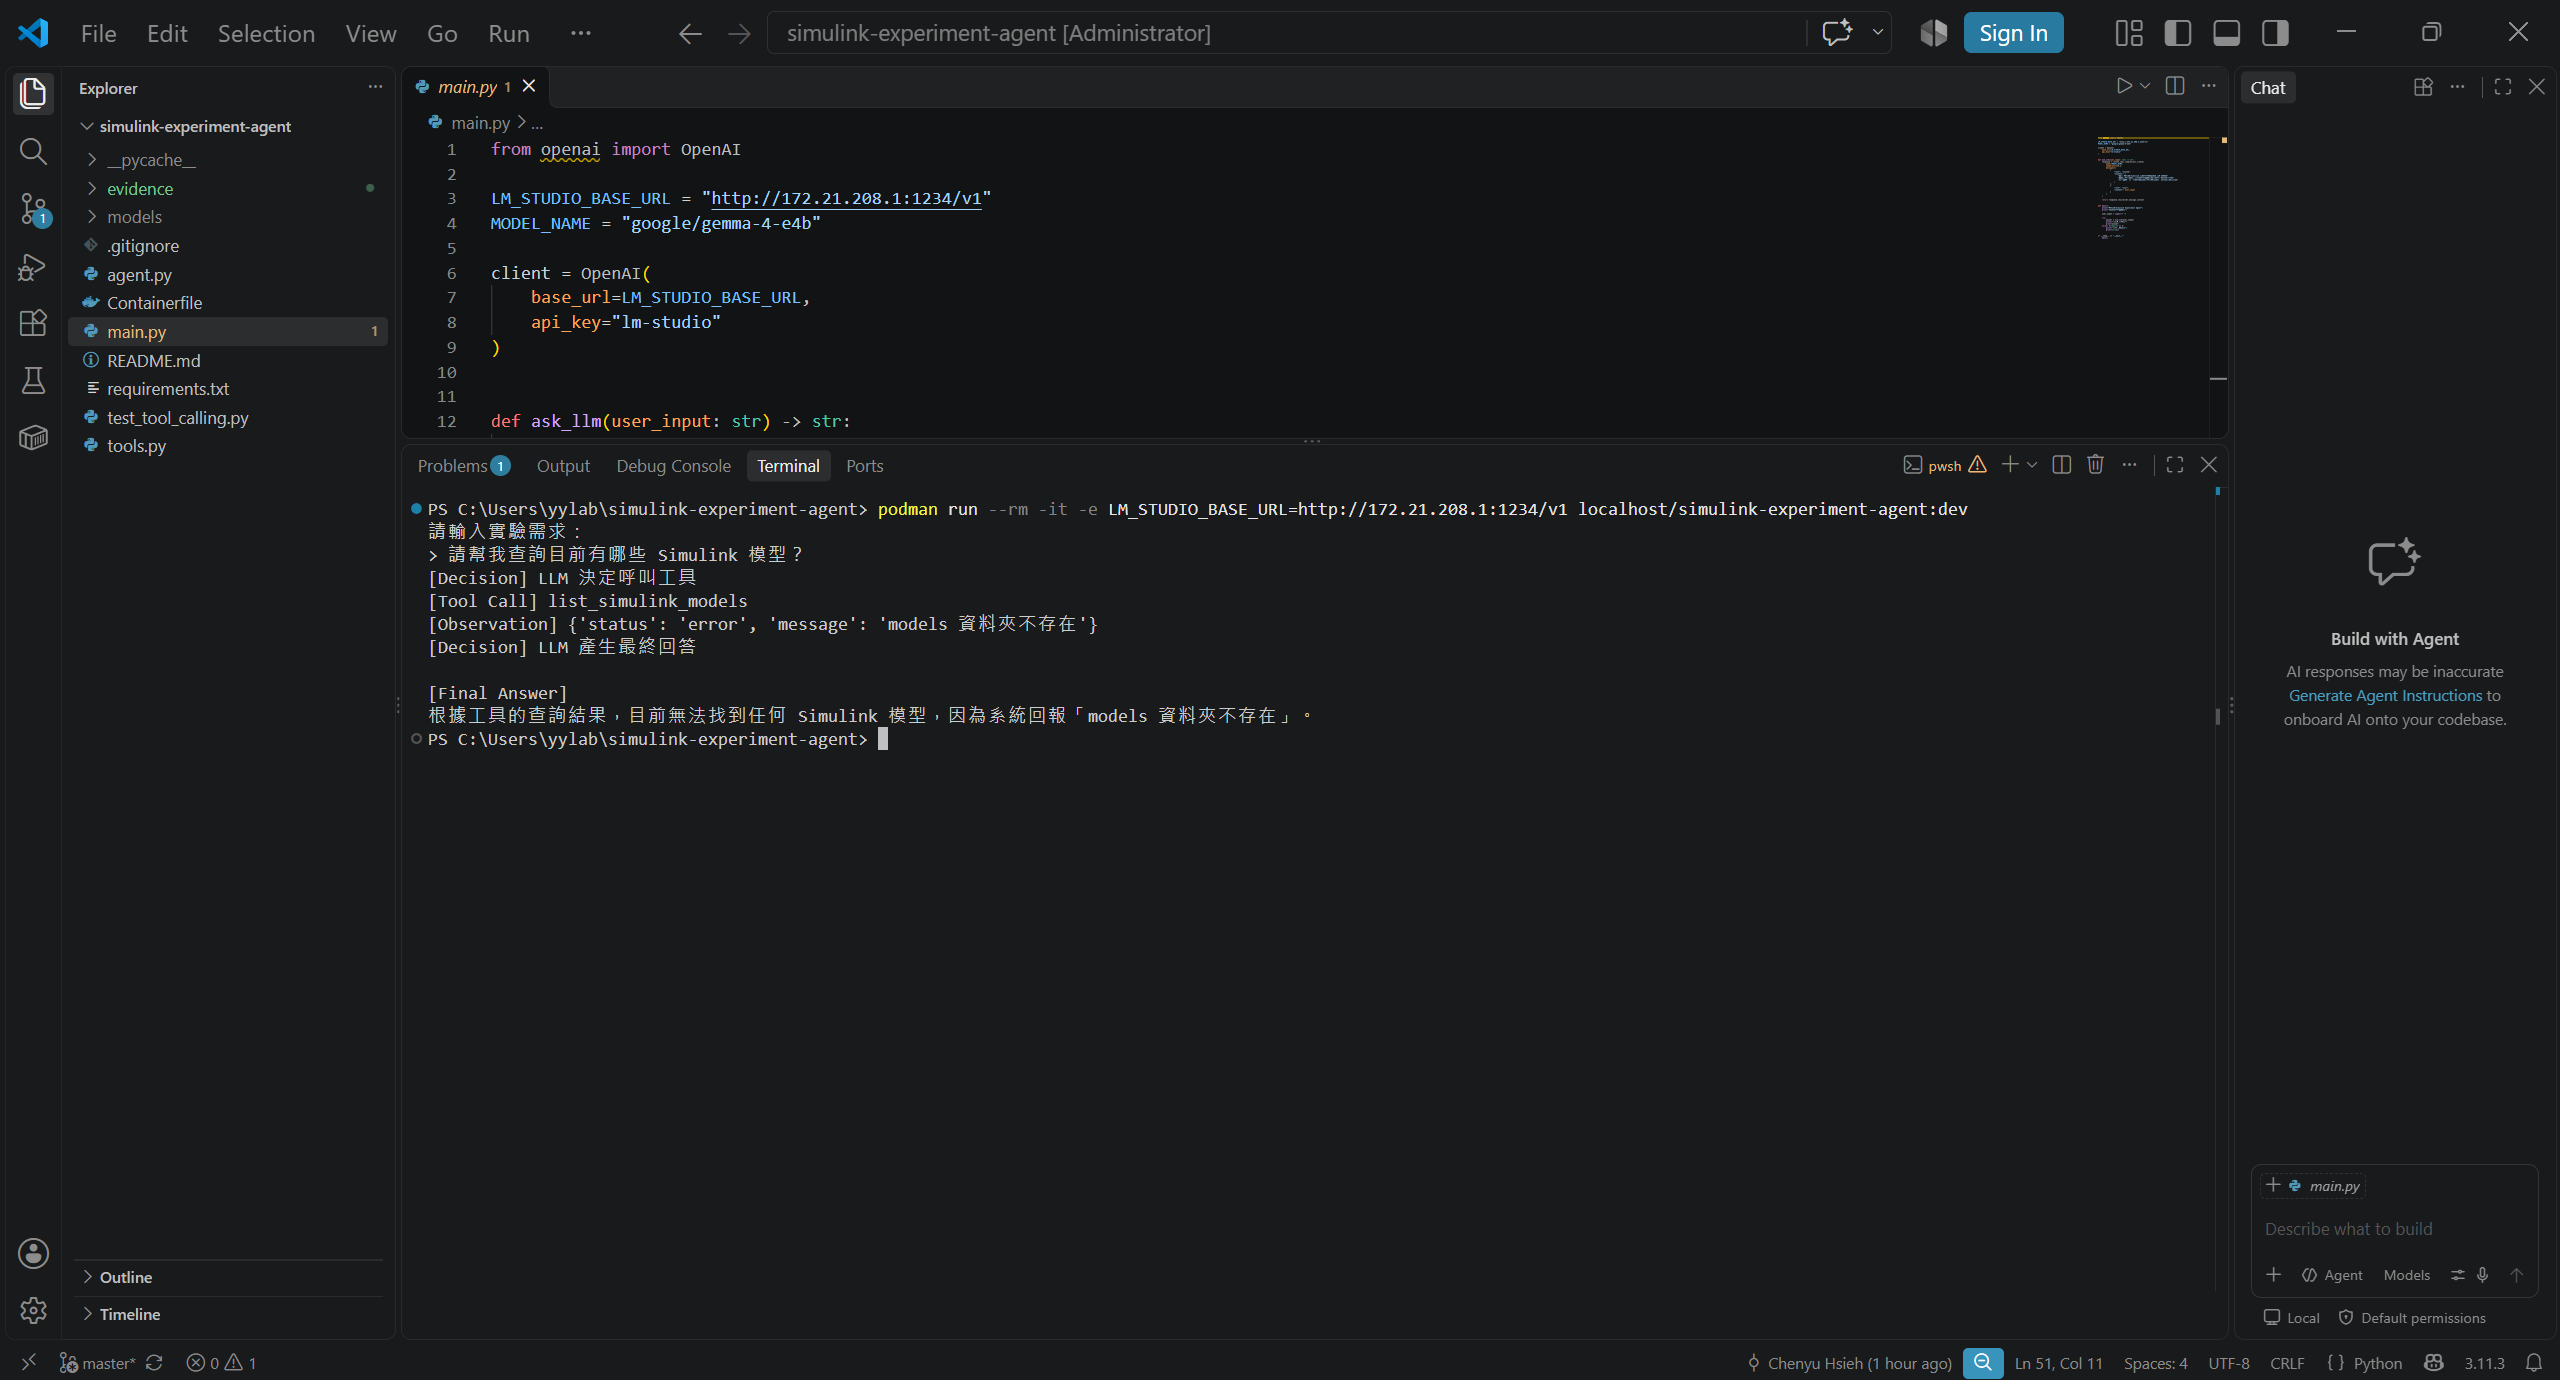 File Edit Selection View Go Run ···
simulink-experiment-agent [Administrator]
Sign In
Explorer
simulink-experiment-agent
__pycache__
evidence
models
.gitignore
agent.py
Containerfile
main.py 1
README.md
requirements.txt
test_tool_calling.py
tools.py
Outline
Timeline
main.py 1
main.py > ...
1 from openai import OpenAI
2
3 LM_STUDIO_BASE_URL = "http://172.21.208.1:1234/v1"
4 MODEL_NAME = "google/gemma-4-e4b"
5
6 client = OpenAI(
7 base_url=LM_STUDIO_BASE_URL,
8 api_key="lm-studio"
9 )
10
11
12 def ask_llm(user_input: str) -> str:
Problems 1 Output Debug Console Terminal Ports
pwsh
PS C:\Users\yylab\simulink-experiment-agent> podman run --rm -it -e LM_STUDIO_BASE_URL=http://172.21.208.1:1234/v1 localhost/simulink-experiment-agent:dev
請輸入實驗需求：
> 請幫我查詢目前有哪些 Simulink 模型？
[Decision] LLM 決定呼叫工具
[Tool Call] list_simulink_models
[Observation] {'status': 'error', 'message': 'models 資料夾不存在'}
[Decision] LLM 產生最終回答
[Final Answer]
根據工具的查詢結果，目前無法找到任何 Simulink 模型，因為系統回報「models 資料夾不存在」。
PS C:\Users\yylab\simulink-experiment-agent>
Chat
Build with Agent
AI responses may be inaccurate
Generate Agent Instructions to
onboard AI onto your codebase.
main.py
Describe what to build
Agent Models
Local Default permissions
1
master* 0 1
Chenyu Hsieh (1 hour ago) Ln 51, Col 11 Spaces: 4 UTF-8 CRLF { } Python 3.11.3